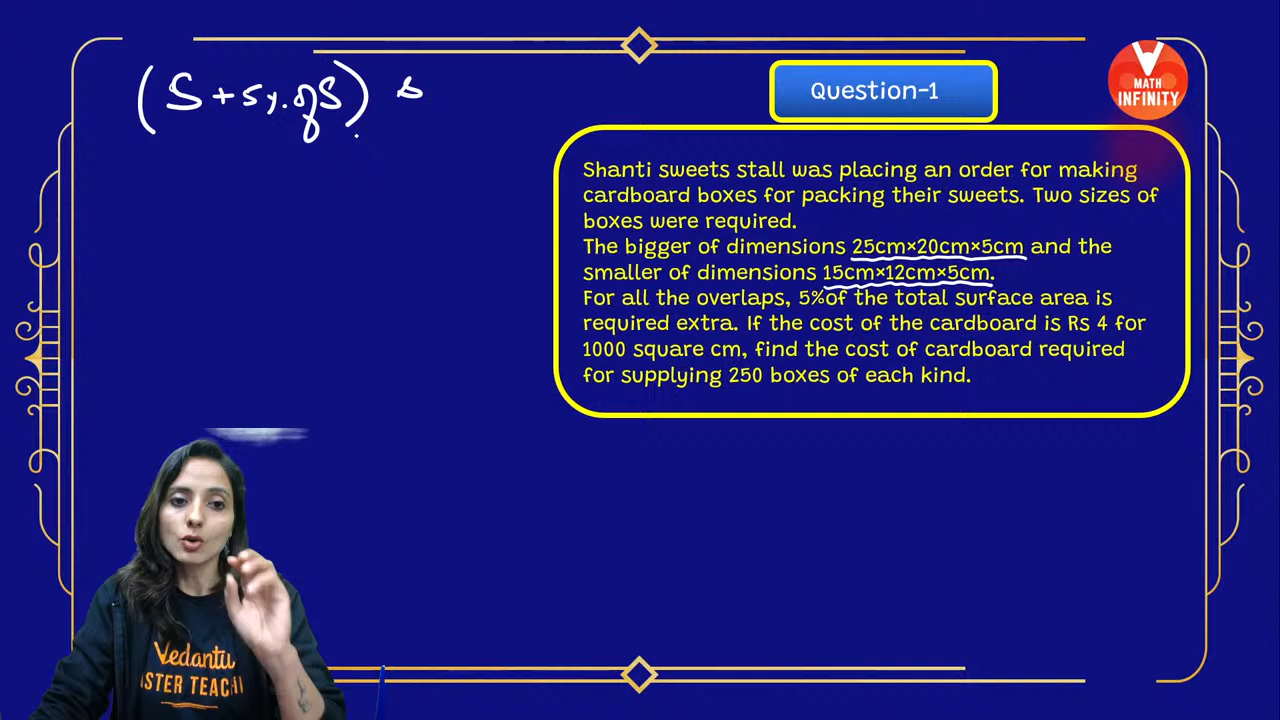 (S + 5%. of S) s
Question-1
MATH
INFINITY
Shanti sweets stall was placing an order for making
cardboard boxes for packing their sweets. Two sizes of
boxes were required.
The bigger of dimensions 25cm×20cm×5cm and the
smaller of dimensions 15cm×12cm×5cm.
For all the overlaps, 5%of the total surface area is
required extra. If the cost of the cardboard is Rs 4 for
1000 square cm, find the cost of cardboard required
for supplying 250 boxes of each kind.
Vedantu
ASTER TEACH